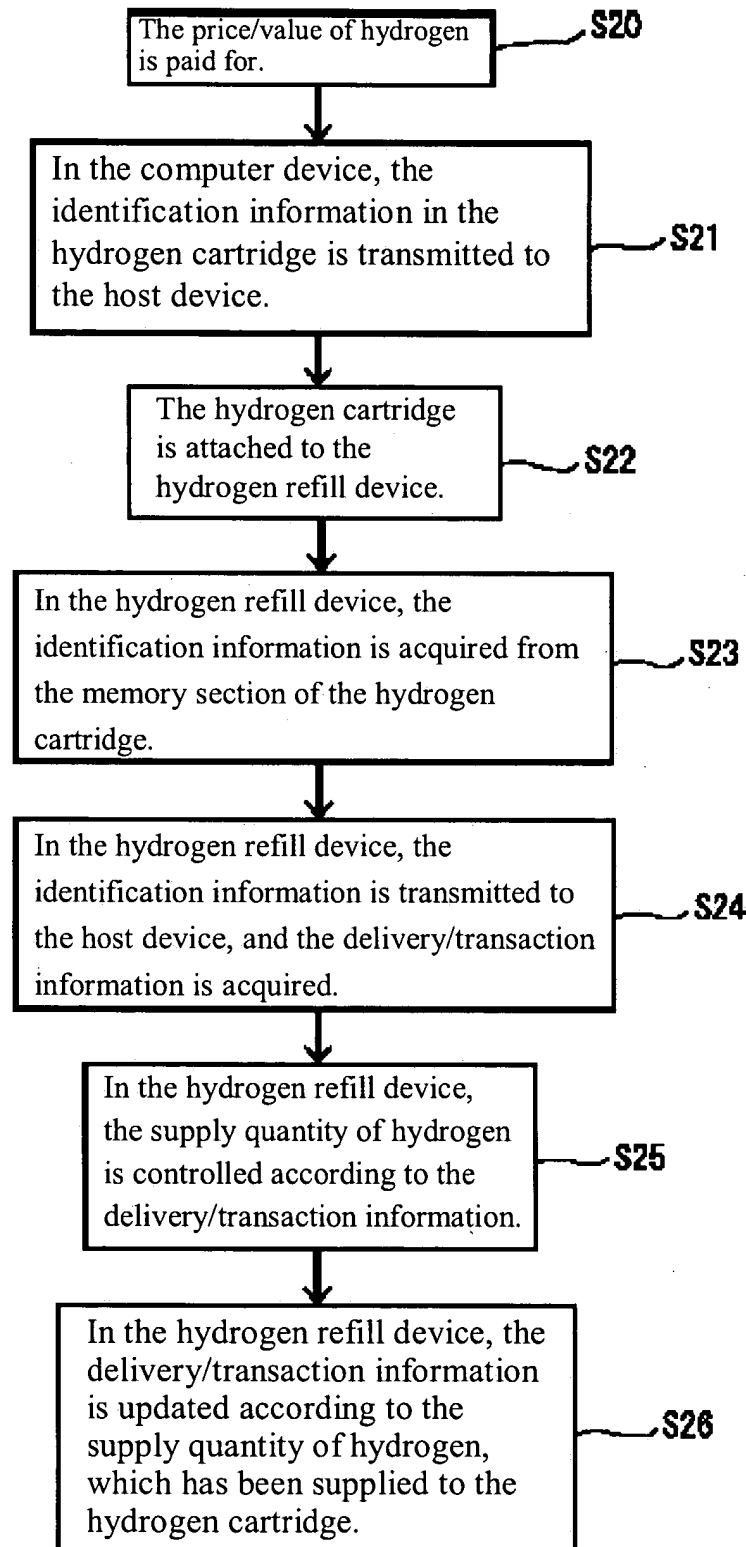 The price/value of hydrogen
is paid for.
S20
In the computer device, the
identification information in the
hydrogen cartridge is transmitted to
the host device.
S21
The hydrogen cartridge
is attached to the
hydrogen refill device.
S22
In the hydrogen refill device, the
identification information is acquired from
the memory section of the hydrogen
cartridge.
S23
In the hydrogen refill device, the
identification information is transmitted to
the host device, and the delivery/transaction
information is acquired.
S24
In the hydrogen refill device,
the supply quantity of hydrogen
is controlled according to the
delivery/transaction information.
S25
In the hydrogen refill device, the
delivery/transaction information
is updated according to the
supply quantity of hydrogen,
which has been supplied to the
hydrogen cartridge.
S26